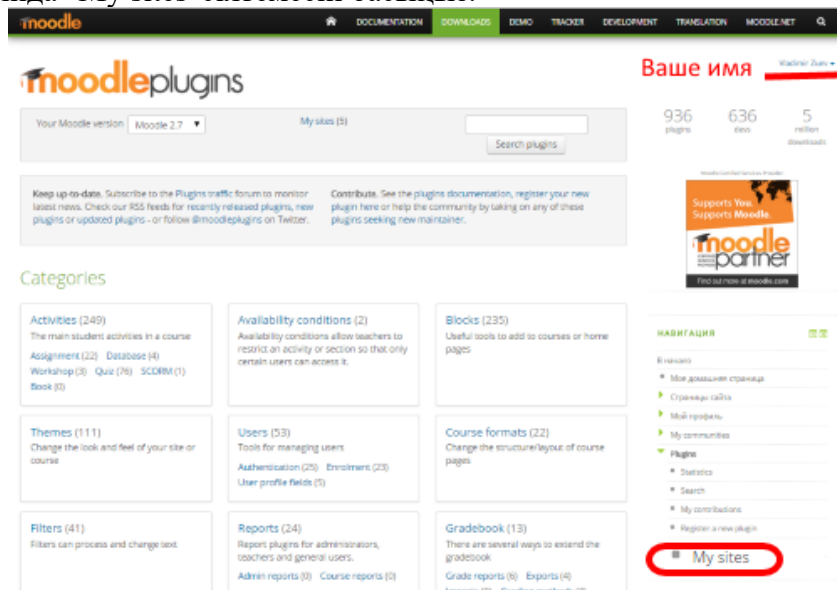 moodle DOCUMENTATION DOWNLOADS DEMO TRACKER DEVELOPMENT TRANSLATION MOODLE.NET
Ваше имя
Vladimir Zuev
moodleplugins
Your Moodle version Moodle 2.7
My sites (5)
Search plugins
936 636 5
plugins devs million
downloads
Keep up-to-date. Subscribe to the Plugins traffic forum to monitor
latest news. Check our RSS feeds for recently released plugins, new
plugins or updated plugins - or follow @moodleplugins on Twitter.
Contribute. See the plugins documentation, register your new
plugin here or help the community by taking on any of these
plugins seeking new maintainer.
Supports You.
Supports Moodle.
moodle
partner
Find out more at moodle.com
Categories
Activities (249)
The main student activities in a course
Assignment (22) Database (4)
Workshop (3) Quiz (76) SCORM (1)
Book (0)
Availability conditions (2)
Availability conditions allow teachers to
restrict an activity or section so that only
certain users can access it.
Blocks (235)
Useful tools to add to courses or home
pages
Themes (111)
Change the look and feel of your site or
course
Users (53)
Tools for managing users
Authentication (25) Enrolment (23)
User profile fields (5)
Course formats (22)
Change the structure/layout of course
pages
Filters (41)
Filters can process and change text
Reports (24)
Report plugins for administrators,
teachers and general users.
Admin reports (0) Course reports (0)
Gradebook (13)
There are several ways to extend the
gradebook
Grade reports (6) Exports (4)
НАВИГАЦИЯ
В начало
Моя домашняя страница
Страницы сайта
Мой профиль
My communities
Plugins
Statistics
Search
My contributions
Register a new plugin
My sites